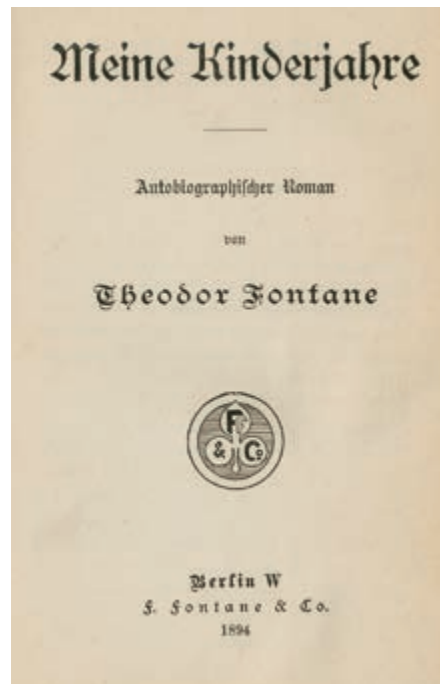 Meine Kinderjahre
Autobiographiſcher Roman
von
Theodor Fontane
F
& Co
Berlin W
F. Fontane & Co.
1894